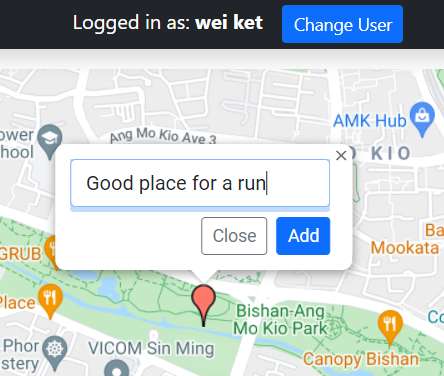 Logged in as: wei ket
Change User
ower
chool
Ang Mo Kio Ave 3
AMK Hub
O KIO
Good place for a run
Close
Add
GRUB
Ba
Mookata
Place
Bishan-Ang
Mo Kio Park
Co
Phor
stery
VICOM Sin Ming
Canopy Bishan